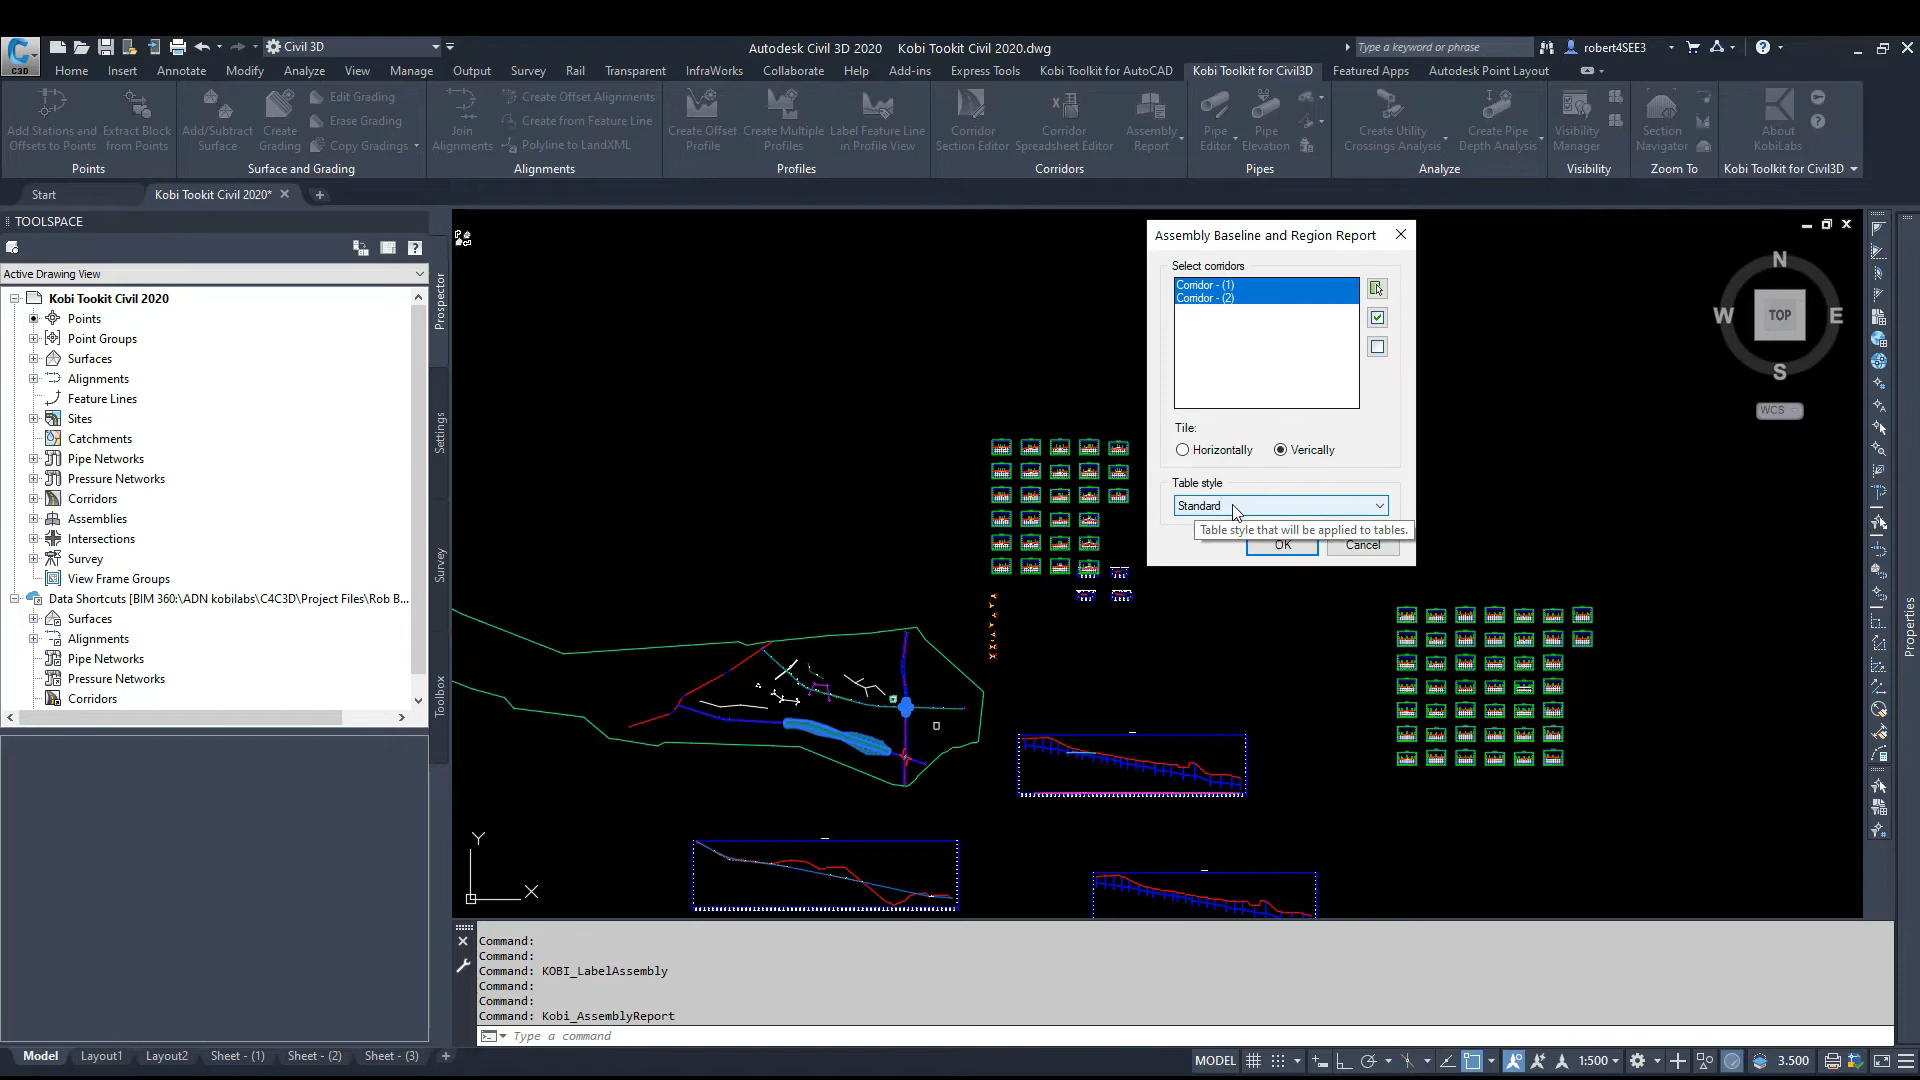 C3D
Civil 3D
Autodesk Civil 3D 2020 Kobi Tookit Civil 2020.dwg
Type a keyword or phrase
robert4SEE3
Home Insert Annotate Modify Analyze View Manage Output Survey Rail Transparent InfraWorks Collaborate Help Add-ins Express Tools Kobi Toolkit for AutoCAD Kobi Toolkit for Civil3D Featured Apps Autodesk Point Layout
Add Stations and Offsets to Points
Extract Block from Points
Points
Add/Subtract Surface
Create Grading
Edit Grading
Erase Grading
Copy Gradings
Surface and Grading
Join Alignments
Create Offset Alignments
Create from Feature Line
Polyline to LandXML
Alignments
Create Offset Profile
Create Multiple Profiles
Label Feature Line in Profile View
Profiles
Corridor Section Editor
Corridor Spreadsheet Editor
Assembly Report
Corridors
Pipe Editor
Pipe Elevation
Pipes
Create Utility Crossings Analysis
Create Pipe Depth Analysis
Analyze
Visibility Manager
Visibility
Section Navigator
Zoom To
About KobiLabs
Kobi Toolkit for Civil3D
Start
Kobi Tookit Civil 2020*
TOOLSPACE
Active Drawing View
Kobi Tookit Civil 2020
Points
Point Groups
Surfaces
Alignments
Feature Lines
Sites
Catchments
Pipe Networks
Pressure Networks
Corridors
Assemblies
Intersections
Survey
View Frame Groups
Data Shortcuts [BIM 360:\ADN kobilabs\C4C3D\Project Files\Rob B...
Surfaces
Alignments
Pipe Networks
Pressure Networks
Corridors
Prospector
Settings
Survey
Toolbox
Assembly Baseline and Region Report
Select corridors
Corridor - (1)
Corridor - (2)
Tile:
Horizontally
Verically
Table style
Standard
Table style that will be applied to tables.
OK
Cancel
N
W
TOP
E
S
WCS
Properties
Y
X
Command:
Command:
Command: KOBI_LabelAssembly
Command:
Command:
Command: Kobi_AssemblyReport
Type a command
Model Layout1 Layout2 Sheet - (1) Sheet - (2) Sheet - (3)
MODEL
1:500
3.500